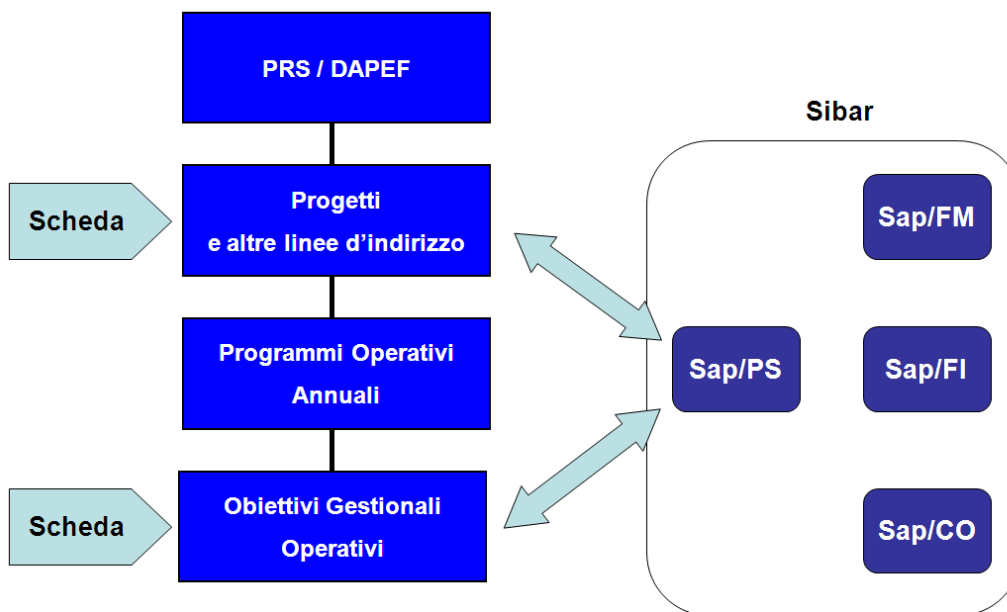 PRS / DAPEF
Sibar
Scheda
Progetti
e altre linee d'indirizzo
Sap/FM
Programmi Operativi
Annuali
Sap/PS
Sap/FI
Scheda
Obiettivi Gestionali
Operativi
Sap/CO